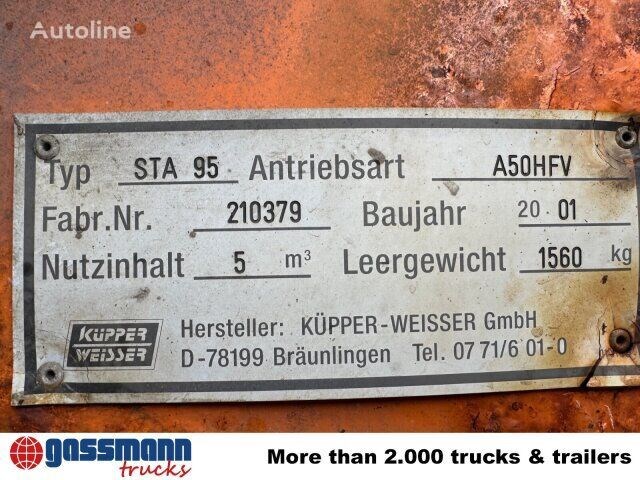 Autoline
Typ STA 95 Antriebsart A50HFV
Fabr.Nr. 210379 Baujahr 20 01
Nutzinhalt 5 m³ Leergewicht 1560 kg
KÜPPER
WEISSER
Hersteller: KÜPPER-WEISSER GmbH
D-78199 Bräunlingen Tel. 07 71/6 01-0
gassmann
trucks
More than 2.000 trucks & trailers